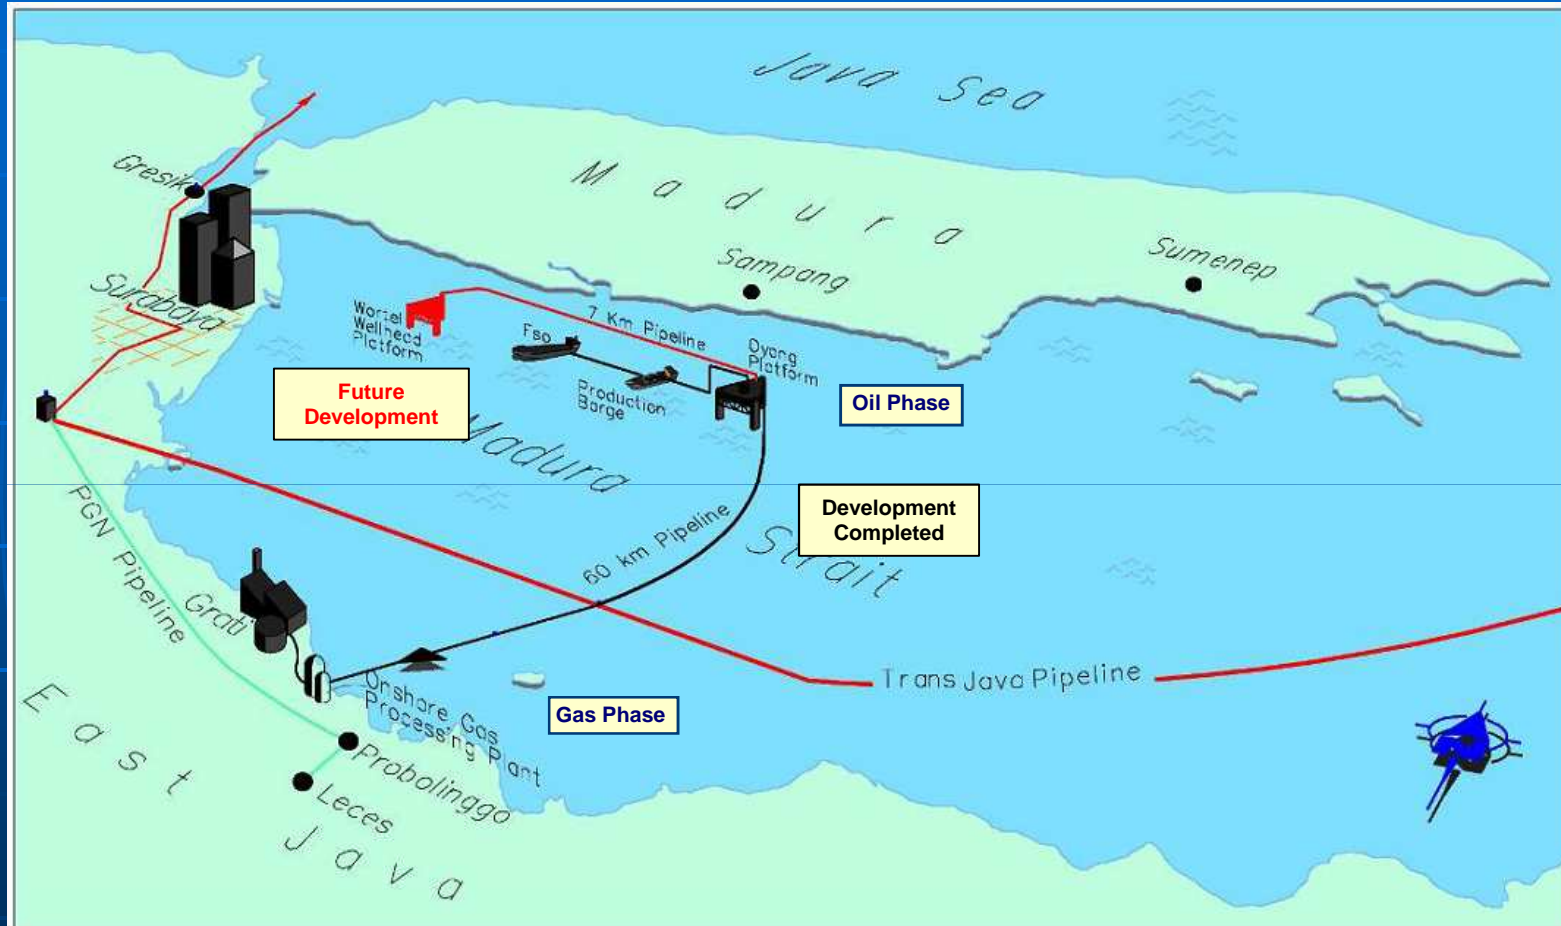 Java Sea
Gresik
Madura
Sampang
Sumenep
Surabaya
Wortel
Wellhead
Platform
Fso
7 Km Pipeline
Oyong
Platform
Production
Barge
Future
Development
Oil Phase
Madura
Strait
Development
Completed
60 km Pipeline
PGN Pipeline
Grati
Trans Java Pipeline
Onshore Gas
Processing Plant
Gas Phase
Probolinggo
Leces
East
Java